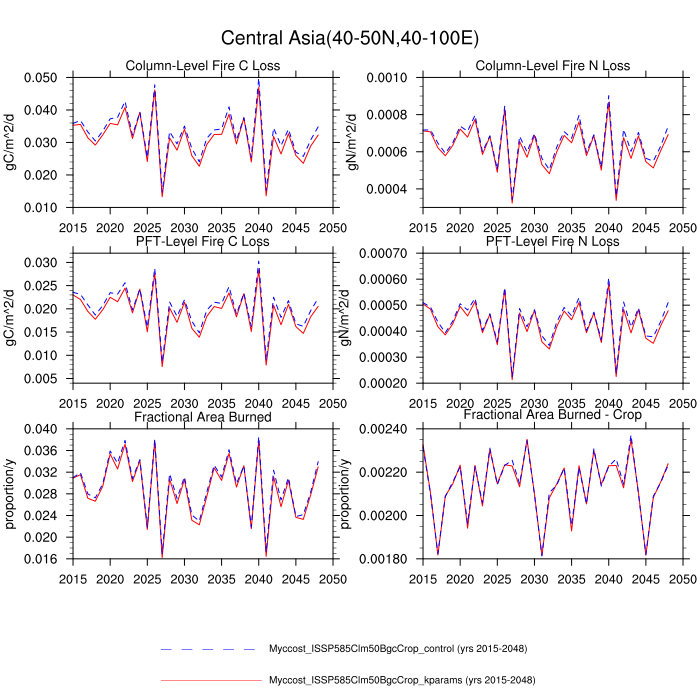 Central Asia(40-50N,40-100E)
Column-Level Fire C Loss
gC/m^2/d
0.050
0.040
0.030
0.020
0.010
2015 2020 2025 2030 2035 2040 2045 2050
Column-Level Fire N Loss
gN/m^2/d
0.0010
0.0008
0.0006
0.0004
2015 2020 2025 2030 2035 2040 2045 2050
PFT-Level Fire C Loss
gC/m^2/d
0.030
0.025
0.020
0.015
0.010
0.005
2015 2020 2025 2030 2035 2040 2045 2050
PFT-Level Fire N Loss
gN/m^2/d
0.00070
0.00060
0.00050
0.00040
0.00030
0.00020
2015 2020 2025 2030 2035 2040 2045 2050
Fractional Area Burned
proportion/y
0.040
0.036
0.032
0.028
0.024
0.020
0.016
2015 2020 2025 2030 2035 2040 2045 2050
Fractional Area Burned - Crop
proportion/y
0.00240
0.00220
0.00200
0.00180
2015 2020 2025 2030 2035 2040 2045 2050
Myccost_ISSP585Clm50BgcCrop_control (yrs 2015-2048)
Myccost_ISSP585Clm50BgcCrop_kparams (yrs 2015-2048)